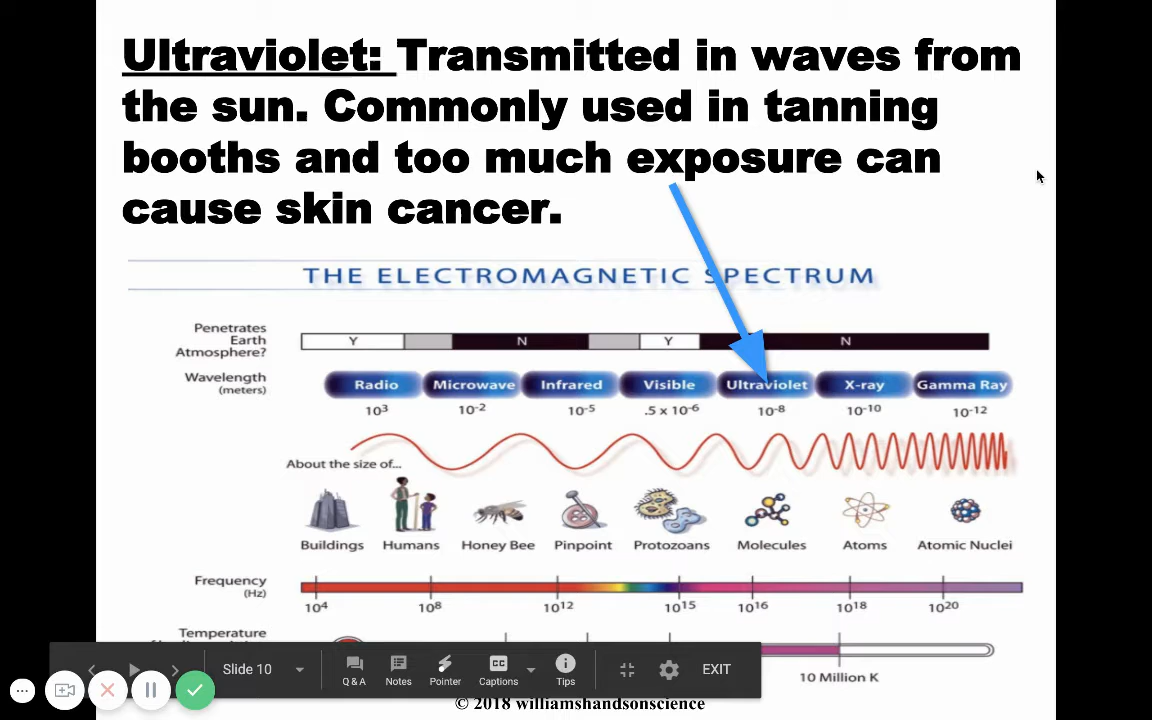 Ultraviolet: Transmitted in waves from
the sun. Commonly used in tanning
booths and too much exposure can
cause skin cancer.
THE ELECTROMAGNETIC SPECTRUM
Penetrates
Earth
Atmosphere?
Y N Y N
Wavelength
(meters)
Radio Microwave Infrared Visible Ultraviolet X-ray Gamma Ray
10³ 10⁻² 10⁻⁵ .5 x 10⁻⁶ 10⁻⁸ 10⁻¹⁰ 10⁻¹²
About the size of...
Buildings Humans Honey Bee Pinpoint Protozoans Molecules Atoms Atomic Nuclei
Frequency
(Hz)
10⁴ 10⁸ 10¹² 10¹⁵ 10¹⁶ 10¹⁸ 10²⁰
Temperature
10 Million K
Slide 10
Q & A Notes Pointer CC Captions Tips EXIT
© 2018 williamshandsonscience